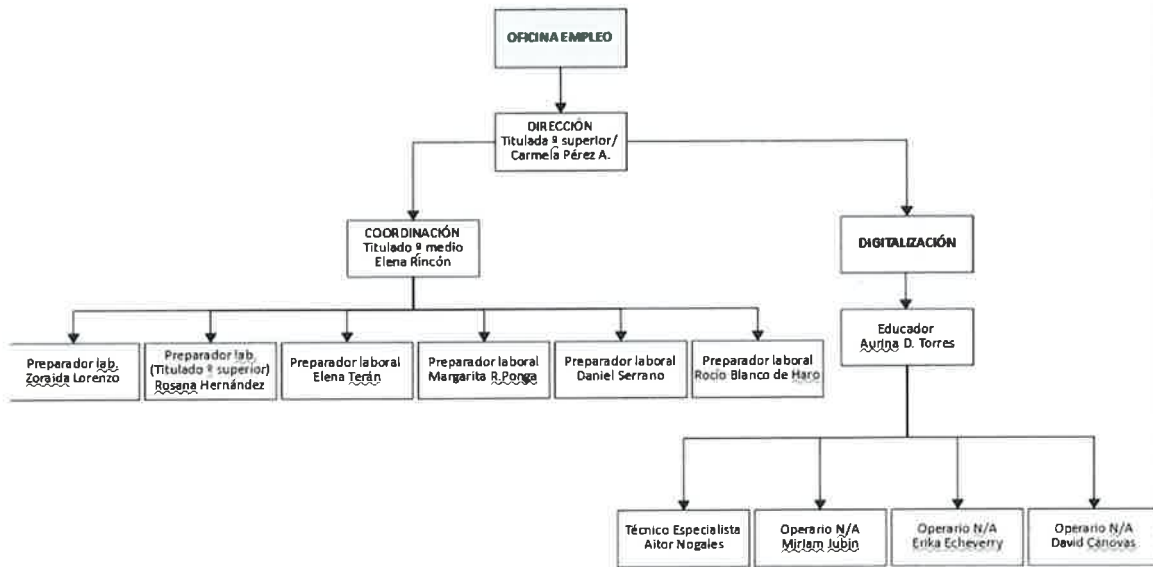 OFICINA EMPLEO
DIRECCIÓN
Titulada º superior/
Carmela Pérez A.
COORDINACIÓN
Titulado º medio
Elena Rincón
DIGITALIZACIÓN
Educador
Aurina D. Torres
Preparador lab.
Zoraida Lorenzo
Preparador lab.
(Titulado º superior)
Rosana Hernández
Preparador laboral
Elena Terán
Preparador laboral
Margarita R.Ponga
Preparador laboral
Daniel Serrano
Preparador laboral
Rocío Blanco de Haro
Técnico Especialista
Aitor Nogales
Operario N/A
Miriam Jubin
Operario N/A
Erika Echeverry
Operario N/A
David Cánovas